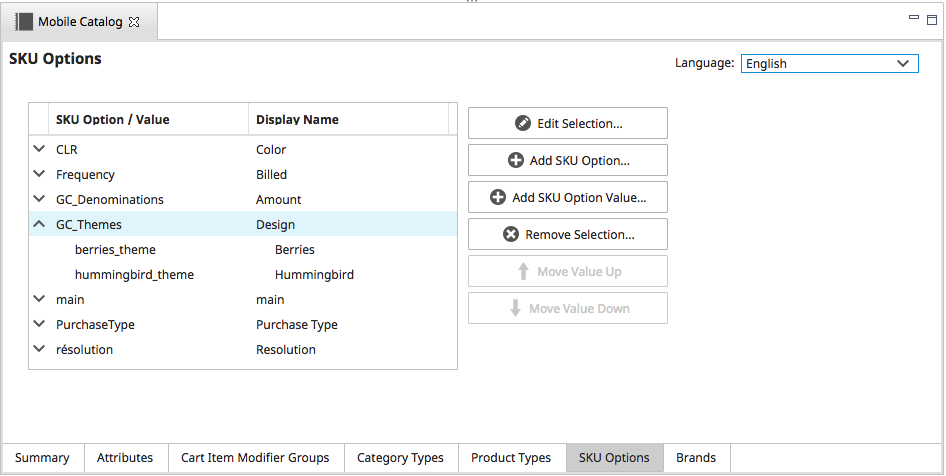 Mobile Catalog
SKU Options
Language: English
SKU Option / Value Display Name
CLR Color
Frequency Billed
GC_Denominations Amount
GC_Themes Design
berries_theme Berries
hummingbird_theme Hummingbird
main main
PurchaseType Purchase Type
résolution Resolution
Edit Selection...
Add SKU Option...
Add SKU Option Value...
Remove Selection...
Move Value Up
Move Value Down
Summary Attributes Cart Item Modifier Groups Category Types Product Types SKU Options Brands